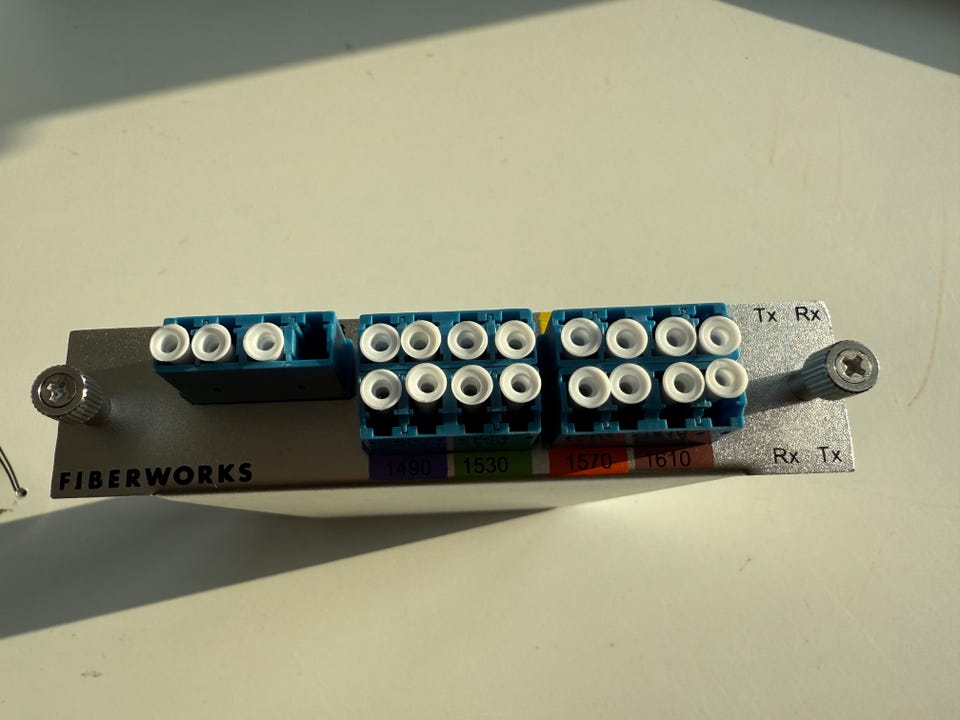 Tx Rx
FIBERWORKS
1490 1530 1570 1610
Rx Tx